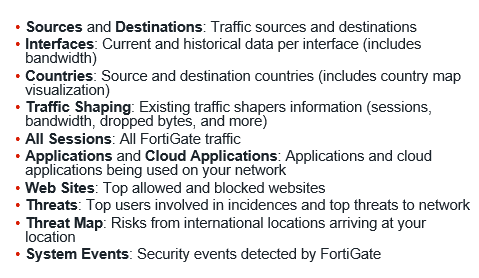 • Sources and Destinations: Traffic sources and destinations
• Interfaces: Current and historical data per interface (includes
bandwidth)
• Countries: Source and destination countries (includes country map
visualization)
• Traffic Shaping: Existing traffic shapers information (sessions,
bandwidth, dropped bytes, and more)
• All Sessions: All FortiGate traffic
• Applications and Cloud Applications: Applications and cloud
applications being used on your network
• Web Sites: Top allowed and blocked websites
• Threats: Top users involved in incidences and top threats to network
• Threat Map: Risks from international locations arriving at your
location
• System Events: Security events detected by FortiGate